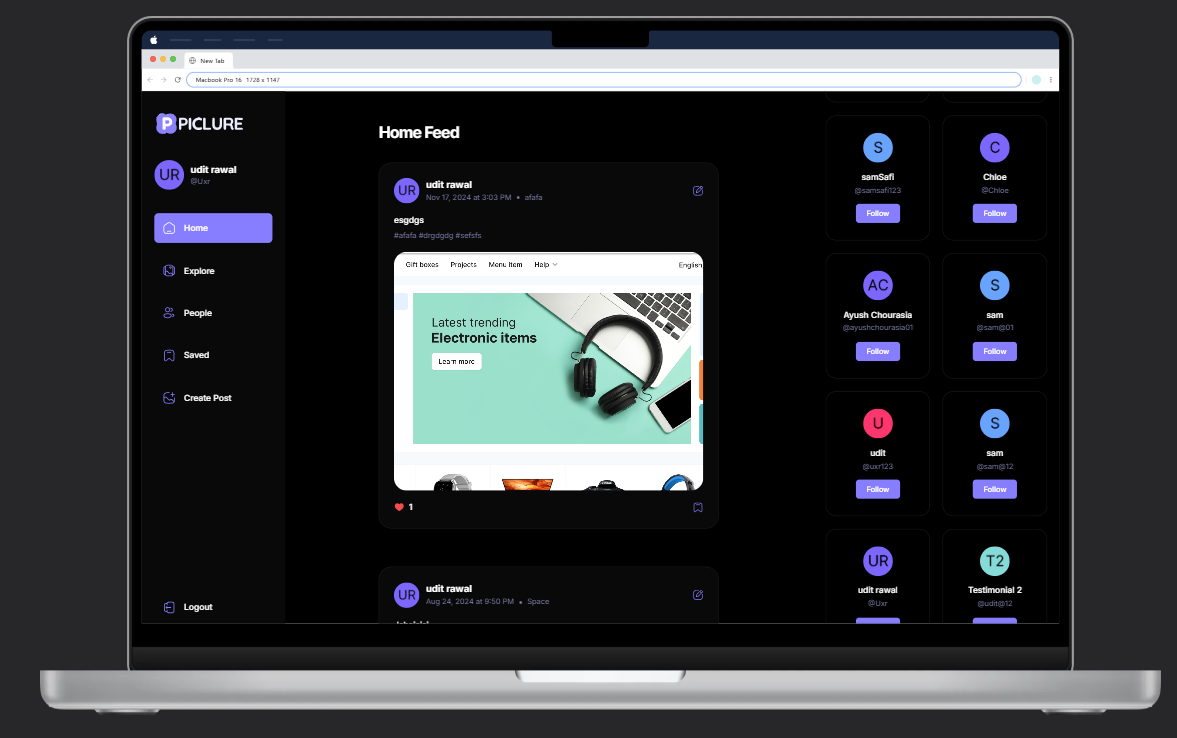 New Tab
Macbook Pro 16 1728 x 1147
P PICLURE
UR
udit rawal
@Uxr
Home
Explore
People
Saved
Create Post
Logout
Home Feed
UR
udit rawal
Nov 17, 2024 at 3:03 PM • afafa
esgdgs
#afafa #drgdgdg #sefsfs
Gift boxes Projects Menu item Help English,
Latest trending
Electronic items
Learn more
1
UR
udit rawal
Aug 24, 2024 at 9:50 PM • Space
S
samSafi
@samsafi123
Follow
C
Chloe
@Chloe
Follow
AC
Ayush Chourasia
@ayushchourasia01
Follow
S
sam
@sam@01
Follow
U
udit
@uxr123
Follow
S
sam
@sam@12
Follow
UR
udit rawal
@Uxr
T2
Testimonial 2
@udit@12